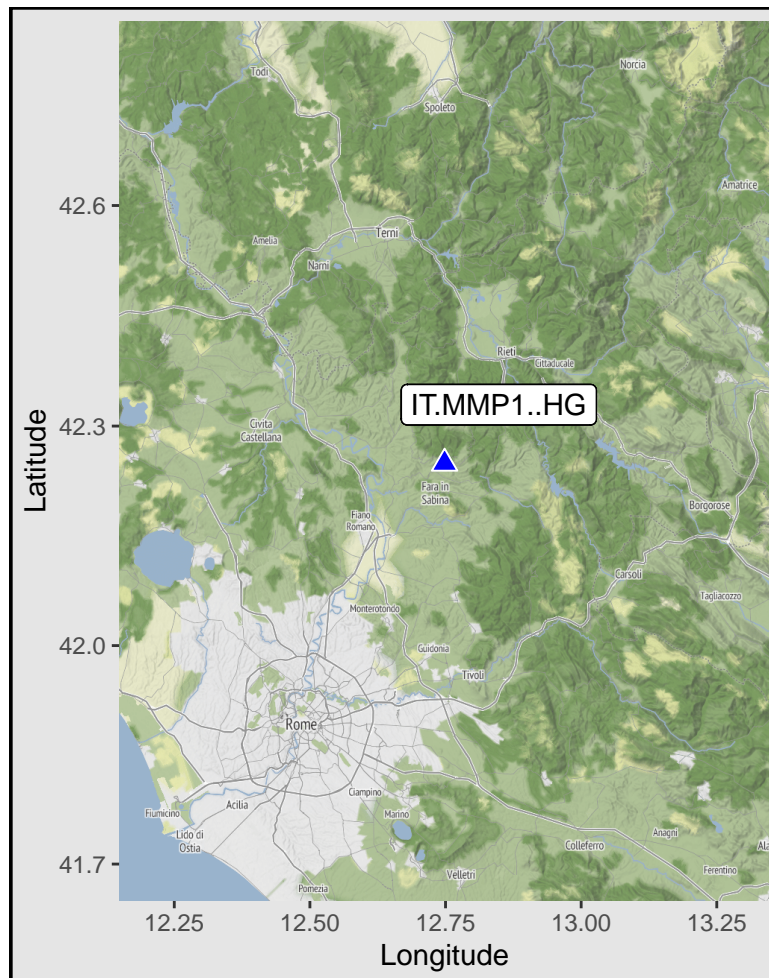 Todi
Norcia
Spoleto
42.6
Amatrice
Amelia
Terni
Narni
Rieti
Cittaducale
IT.MMP1..HG
42.3
Civita
Castellana
Latitude
Fara in
Sabina
Fiano
Romano
Borgorose
Carsoli
Tagliacozzo
Monterotondo
42.0
Guidonia
Tivoli
Rome
Fiumicino
Acilia
Ciampino
Marino
Lido di
Ostia
Anagni
Colleferro
Ala
41.7
Velletri
Ferentino
Pomezia
12.25
12.50
12.75
13.00
13.25
Longitude